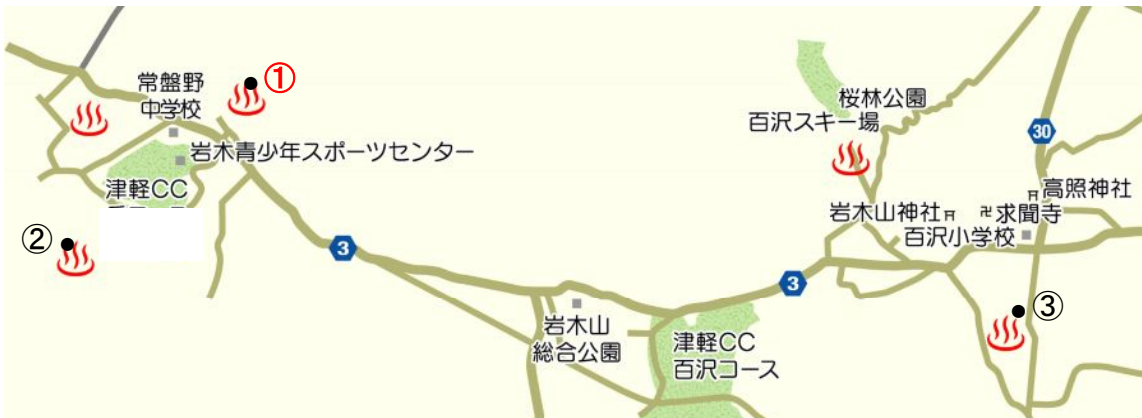 ①
常盤野
中学校
岩木青少年スポーツセンター
津軽CC
②
3
岩木山
総合公園
津軽CC
百沢コース
3
桜林公園
百沢スキー場
30
高照神社
岩木山神社
卍求聞寺
百沢小学校
③